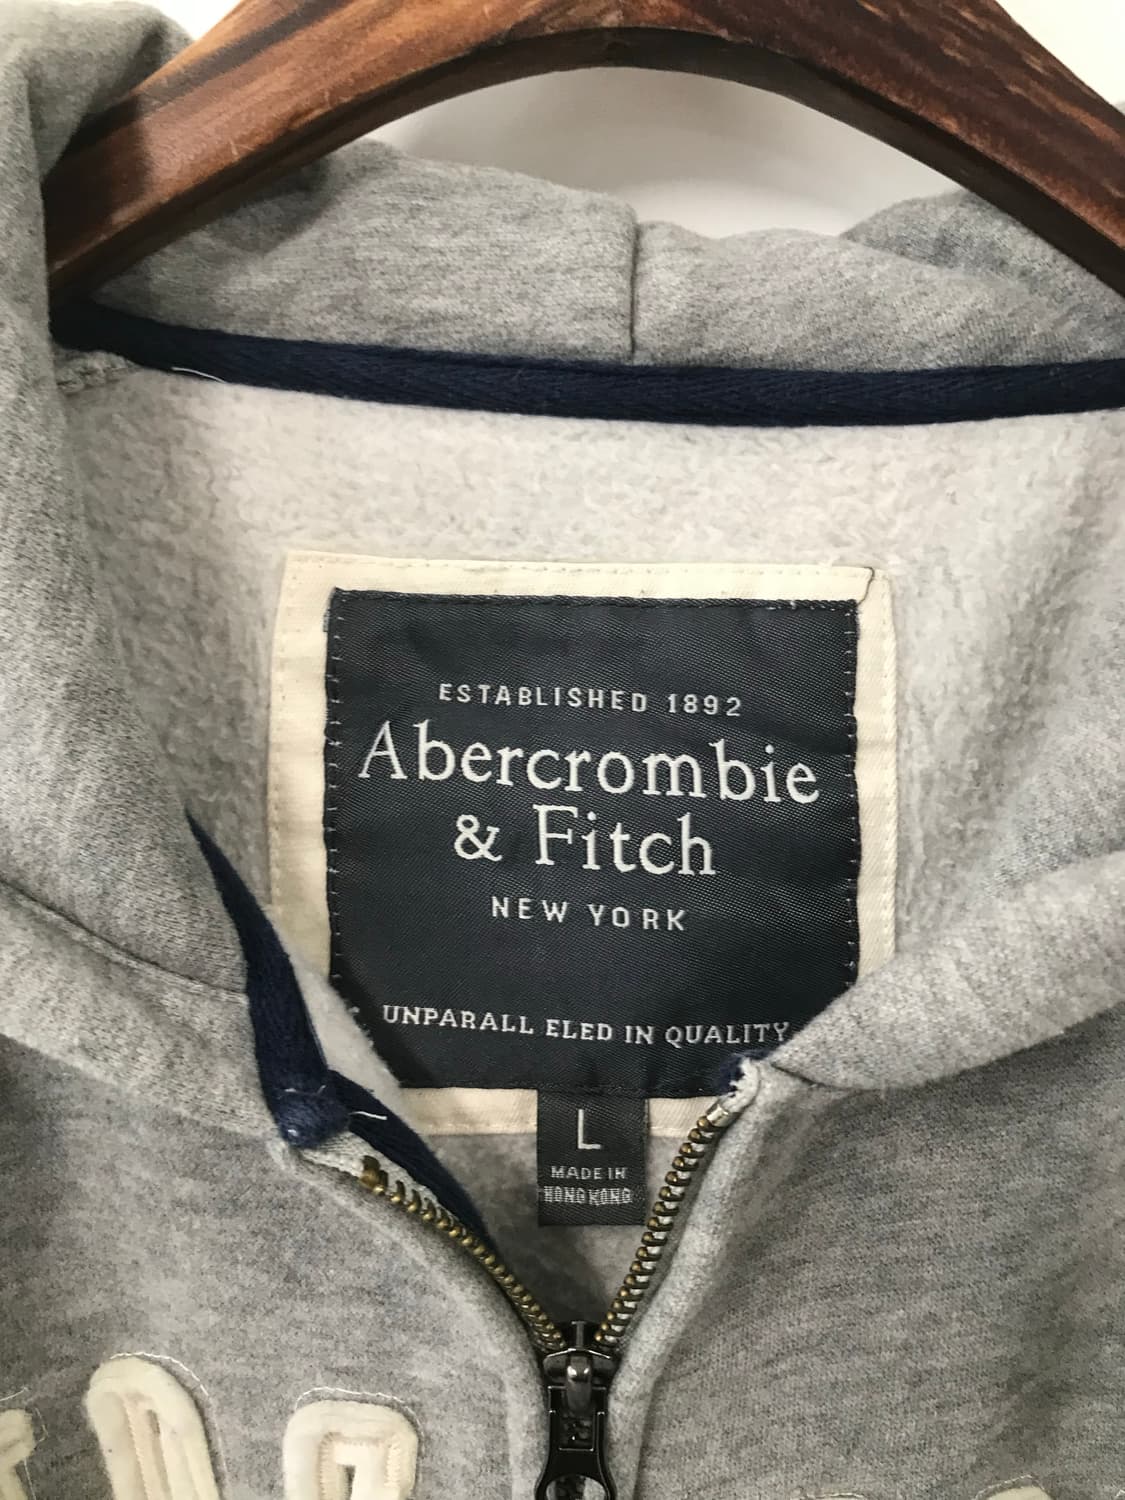 ESTABLISHED 1892
Abercrombie
& Fitch
NEW YORK
UNPARALL ELED IN QUALITY
L
MADE IN
HONG KONG